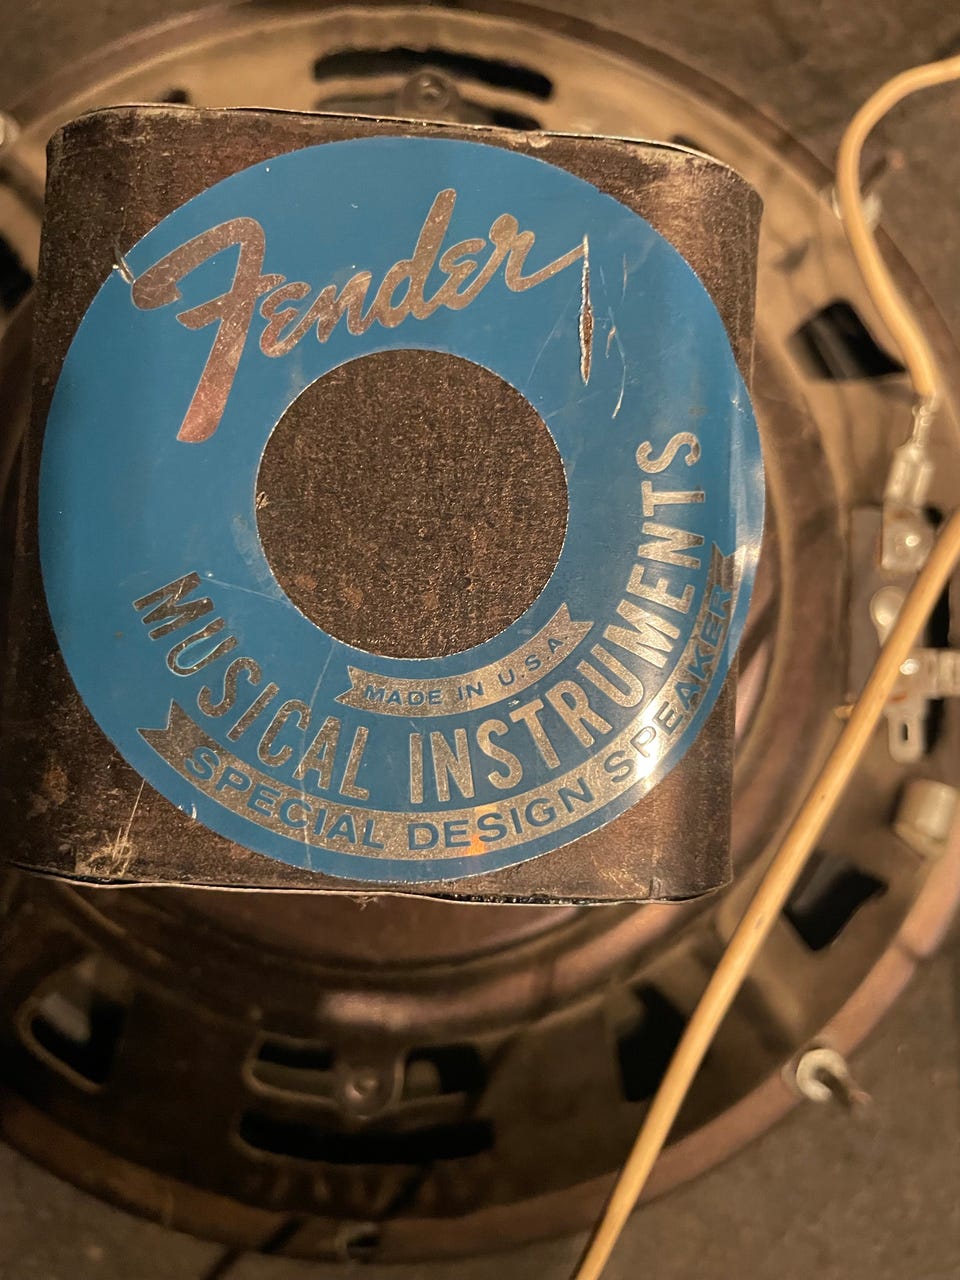 Fender
MADE IN U.S.A
MUSICAL INSTRUMENTS
SPECIAL DESIGN SPEAKER